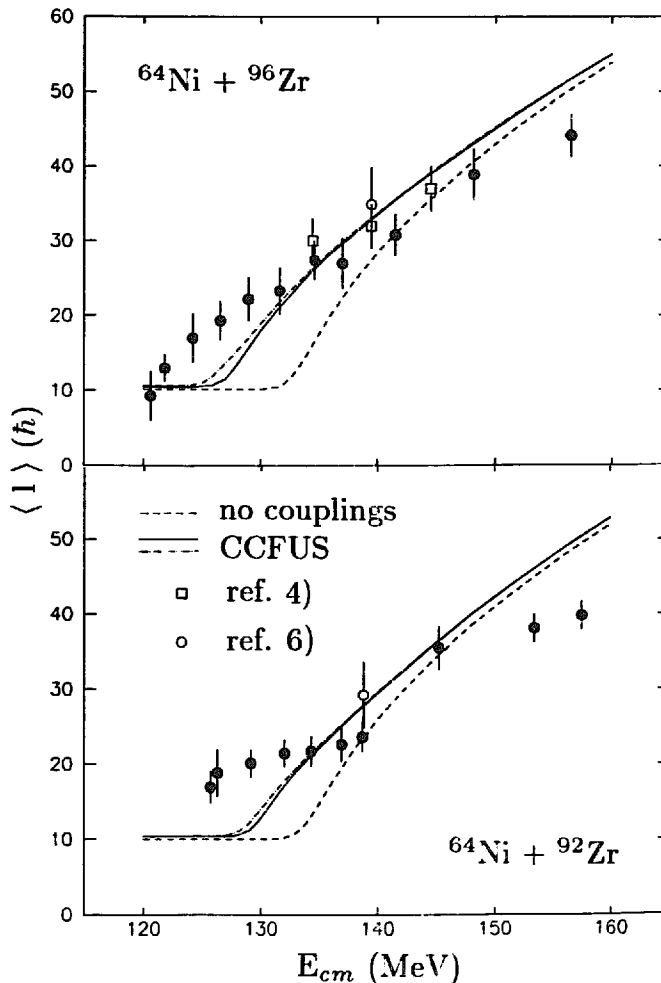 60
50
40
30
20
10
0
⁶⁴Ni + ⁹⁶Zr
⟨ l ⟩ (ℏ)
no couplings
CCFUS
ref. 4)
ref. 6)
50
40
30
20
10
0
⁶⁴Ni + ⁹²Zr
120 130 140 150 160
E_cm (MeV)